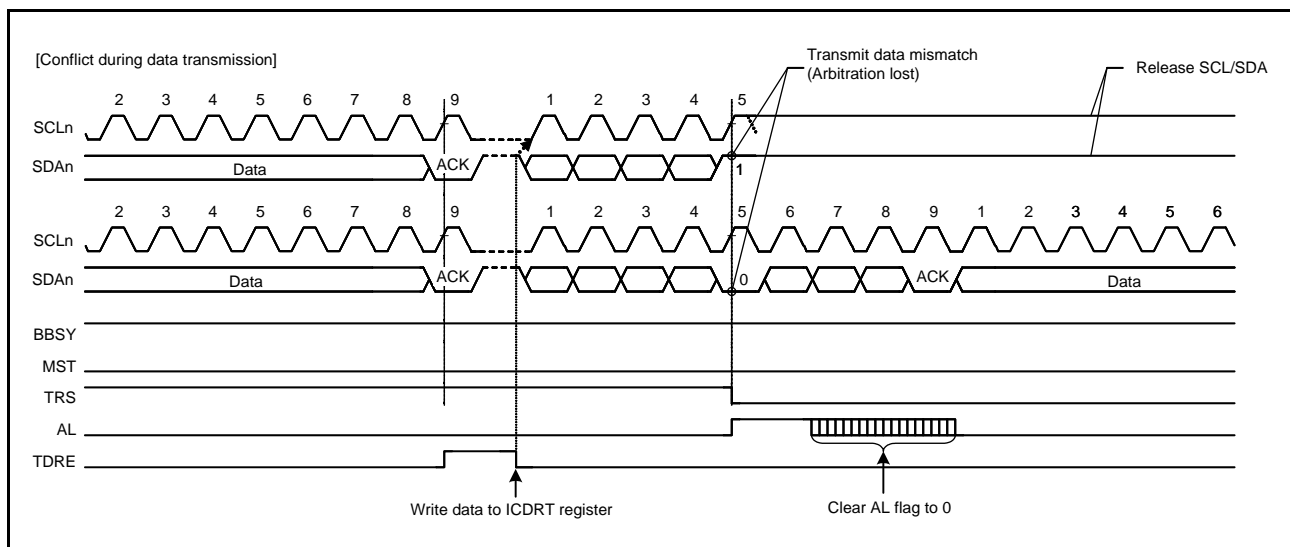 [Conflict during data transmission]
Transmit data mismatch
(Arbitration lost)
Release SCL/SDA
2 3 4 5 6 7 8 9 1 2 3 4 5
SCLn
SDAn Data ACK 1
2 3 4 5 6 7 8 9 1 2 3 4 5 6 7 8 9 1 2 3 4 5 6
SCLn
SDAn Data ACK 0 ACK Data
BBSY
MST
TRS
AL
TDRE
Write data to ICDRT register
Clear AL flag to 0